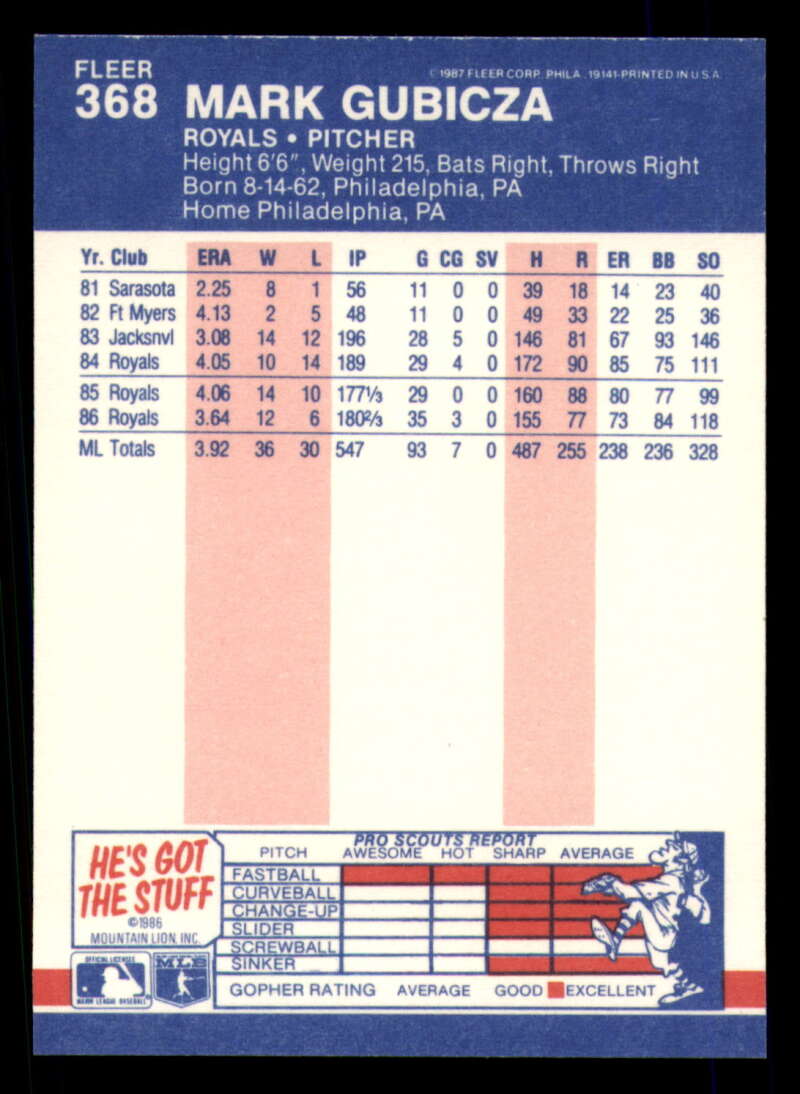 FLEER
©1987 FLEER CORP. PHILA. 19141-PRINTED IN U.S.A.
368 MARK GUBICZA
ROYALS • PITCHER
Height 6'6", Weight 215, Bats Right, Throws Right
Born 8-14-62, Philadelphia, PA
Home Philadelphia, PA
Yr. Club ERA W L IP G CG SV H R ER BB SO
81 Sarasota 2.25 8 1 56 11 0 0 39 18 14 23 40
82 Ft Myers 4.13 2 5 48 11 0 0 49 33 22 25 36
83 Jacksnvl 3.08 14 12 196 28 5 0 146 81 67 93 146
84 Royals 4.05 10 14 189 29 4 0 172 90 85 75 111
85 Royals 4.06 14 10 177⅓ 29 0 0 160 88 80 77 99
86 Royals 3.64 12 6 180⅔ 35 3 0 155 77 73 84 118
ML Totals 3.92 36 30 547 93 7 0 487 255 238 236 328
HE'S GOT
THE STUFF
©1986
MOUNTAIN LION, INC.
PRO SCOUTS REPORT
PITCH AWESOME HOT SHARP AVERAGE
FASTBALL
CURVEBALL
CHANGE-UP
SLIDER
SCREWBALL
SINKER
GOPHER RATING AVERAGE GOOD EXCELLENT
OFFICIAL LICENSEE
MAJOR LEAGUE BASEBALL
MLB